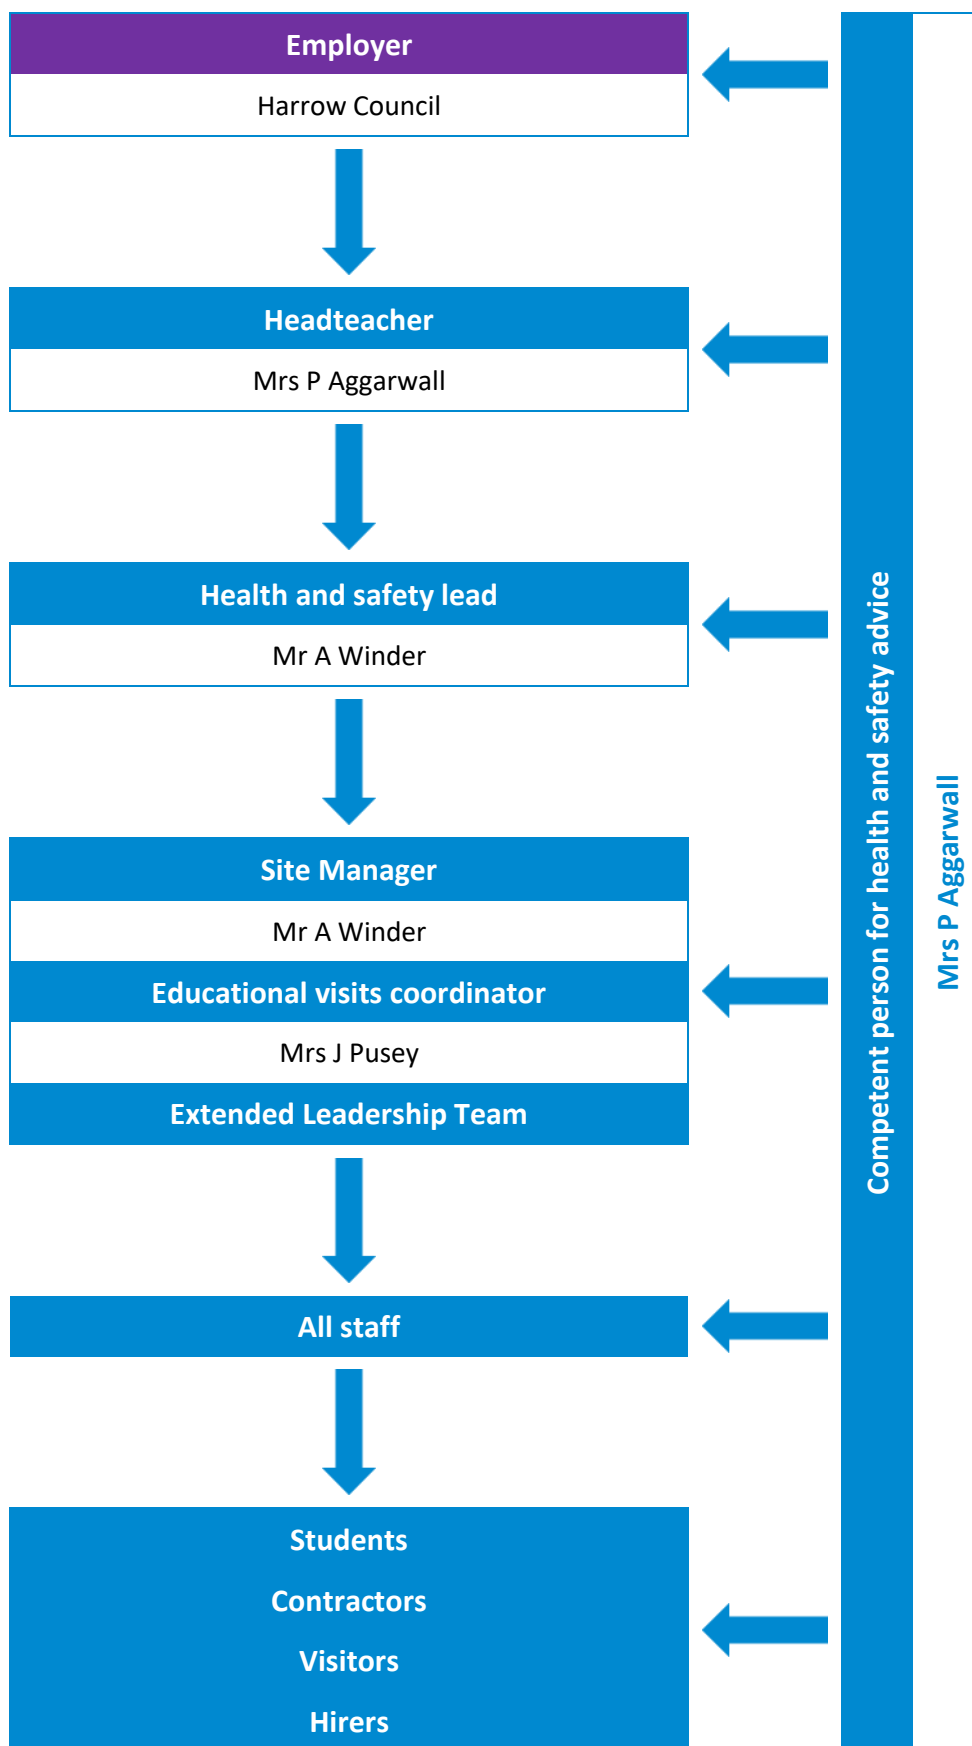 Employer
Harrow Council
Headteacher
Mrs P Aggarwall
Health and safety lead
Mr A Winder
Site Manager
Mr A Winder
Educational visits coordinator
Mrs J Pusey
Extended Leadership Team
All staff
Students
Contractors
Visitors
Hirers
Competent person for health and safety advice
Mrs P Aggarwall